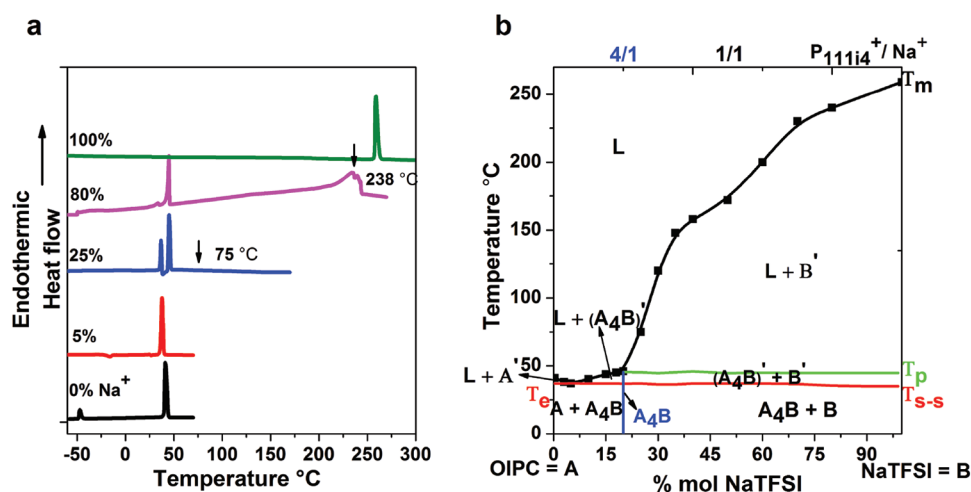 a
Endothermic
Heat flow
100%
80%
238 °C
25%
75 °C
5%
0% Na+
-50 0 50 100 150 200 250 300
Temperature °C
b
4/1 1/1 P111i4+/ Na+
Temperature °C
250
200
150
100
50
0
Tm
L
L + B'
L + (A4B)'
L + A'
(A4B)' + B'
Tp
Te
Ts-s
A + A4B
A4B
A4B + B
0 15 30 45 60 75 90
OIPC = A
% mol NaTFSI
NaTFSI = B